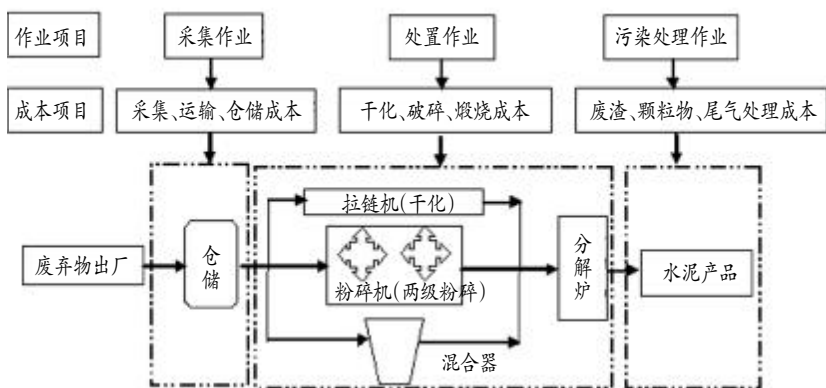 作业项目
采集作业
处置作业
污染处理作业
成本项目
采集、运输、仓储成本
干化、破碎、煅烧成本
废渣、颗粒物、尾气处理成本
废弃物出厂
仓储
拉链机(干化)
粉碎机(两级粉碎)
混合器
分解炉
水泥产品